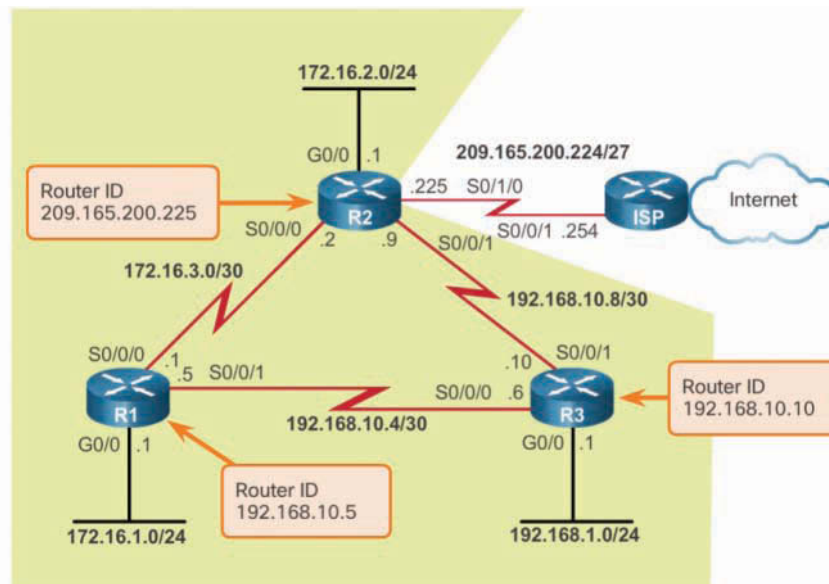 172.16.2.0/24
G0/0 .1
209.165.200.224/27
Router ID
209.165.200.225
.225 S0/1/0
R2
ISP
Internet
S0/0/0 .2 .9 S0/0/1
S0/0/1 .254
172.16.3.0/30
192.168.10.8/30
S0/0/0 .1
.5 S0/0/1
.10 S0/0/1
S0/0/0 .6
R1
R3
Router ID
192.168.10.10
192.168.10.4/30
G0/0 .1
G0/0 .1
Router ID
192.168.10.5
172.16.1.0/24
192.168.1.0/24